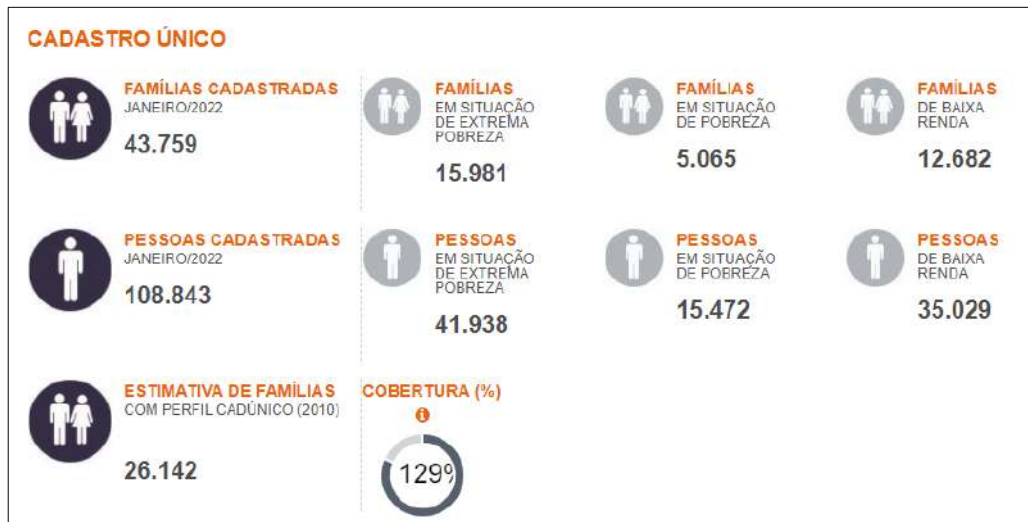 CADASTRO ÚNICO
FAMÍLIAS CADASTRADAS
JANEIRO/2022
43.759
FAMÍLIAS
EM SITUAÇÃO
DE EXTREMA
POBREZA
15.981
FAMÍLIAS
EM SITUAÇÃO
DE POBREZA
5.065
FAMÍLIAS
DE BAIXA
RENDA
12.682
PESSOAS CADASTRADAS
JANEIRO/2022
108.843
PESSOAS
EM SITUAÇÃO
DE EXTREMA
POBREZA
41.938
PESSOAS
EM SITUAÇÃO
DE POBREZA
15.472
PESSOAS
DE BAIXA
RENDA
35.029
ESTIMATIVA DE FAMÍLIAS
COM PERFIL CADÚNICO (2010)
26.142
COBERTURA (%)
i
129%